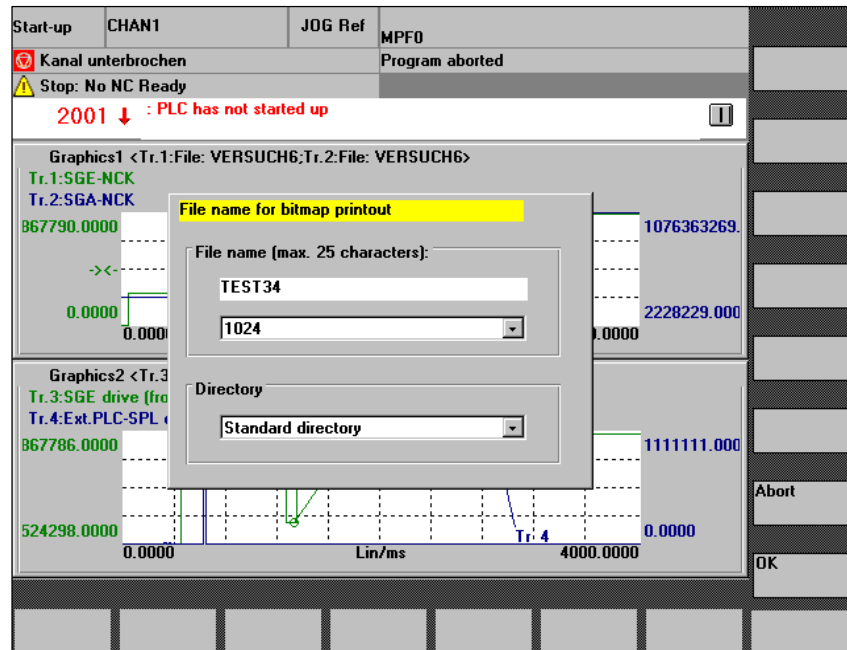 Start-up
CHAN1
JOG Ref
MPF0
Kanal unterbrochen
Program aborted
Stop: No NC Ready
2001 ↓ : PLC has not started up
Graphics1 <Tr.1:File: VERSUCH6;Tr.2:File: VERSUCH6>
Tr.1:SGE-NCK
Tr.2:SGA-NCK
867790.0000
1076363269.
-><-
0.0000
2228229.000
0.000
0.0000
File name for bitmap printout
File name (max. 25 characters):
TEST34
1024
Directory
Standard directory
Graphics2 <Tr.3
Tr.3:SGE drive (fro
Tr.4:Ext.PLC-SPL
867786.0000
1111111.000
524298.0000
Tr. 4
0.0000
0.0000
Lin/ms
4000.0000
Abort
OK